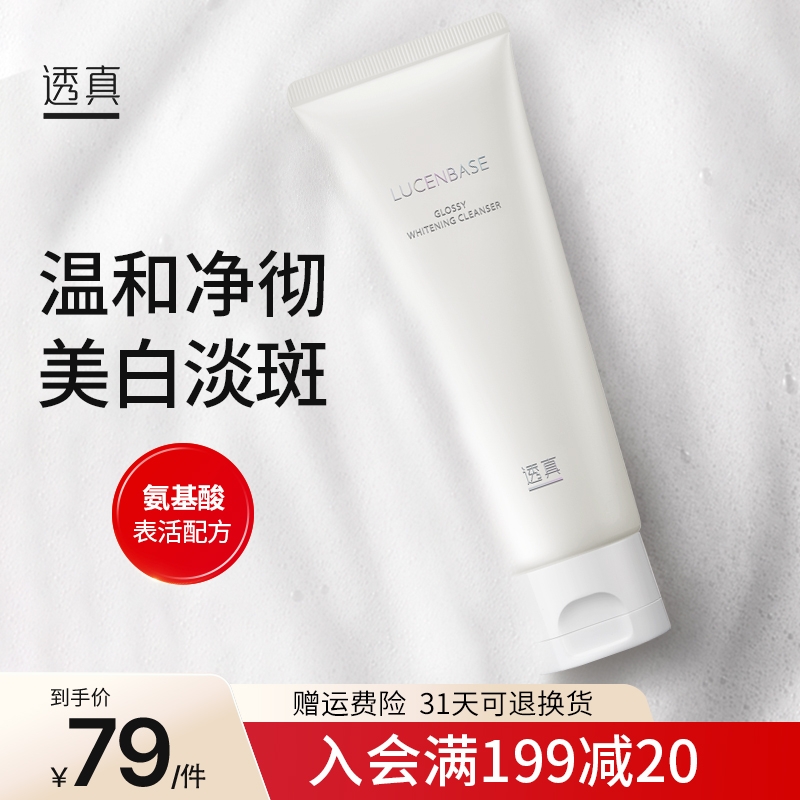 透真
LUCENBASE
GLOSSY
WHITENING CLEANSER
温和净彻
美白淡斑
氨基酸
表活配方
透真
到手价
¥79/件
赠运费险 31天可退换货
入会满199减20